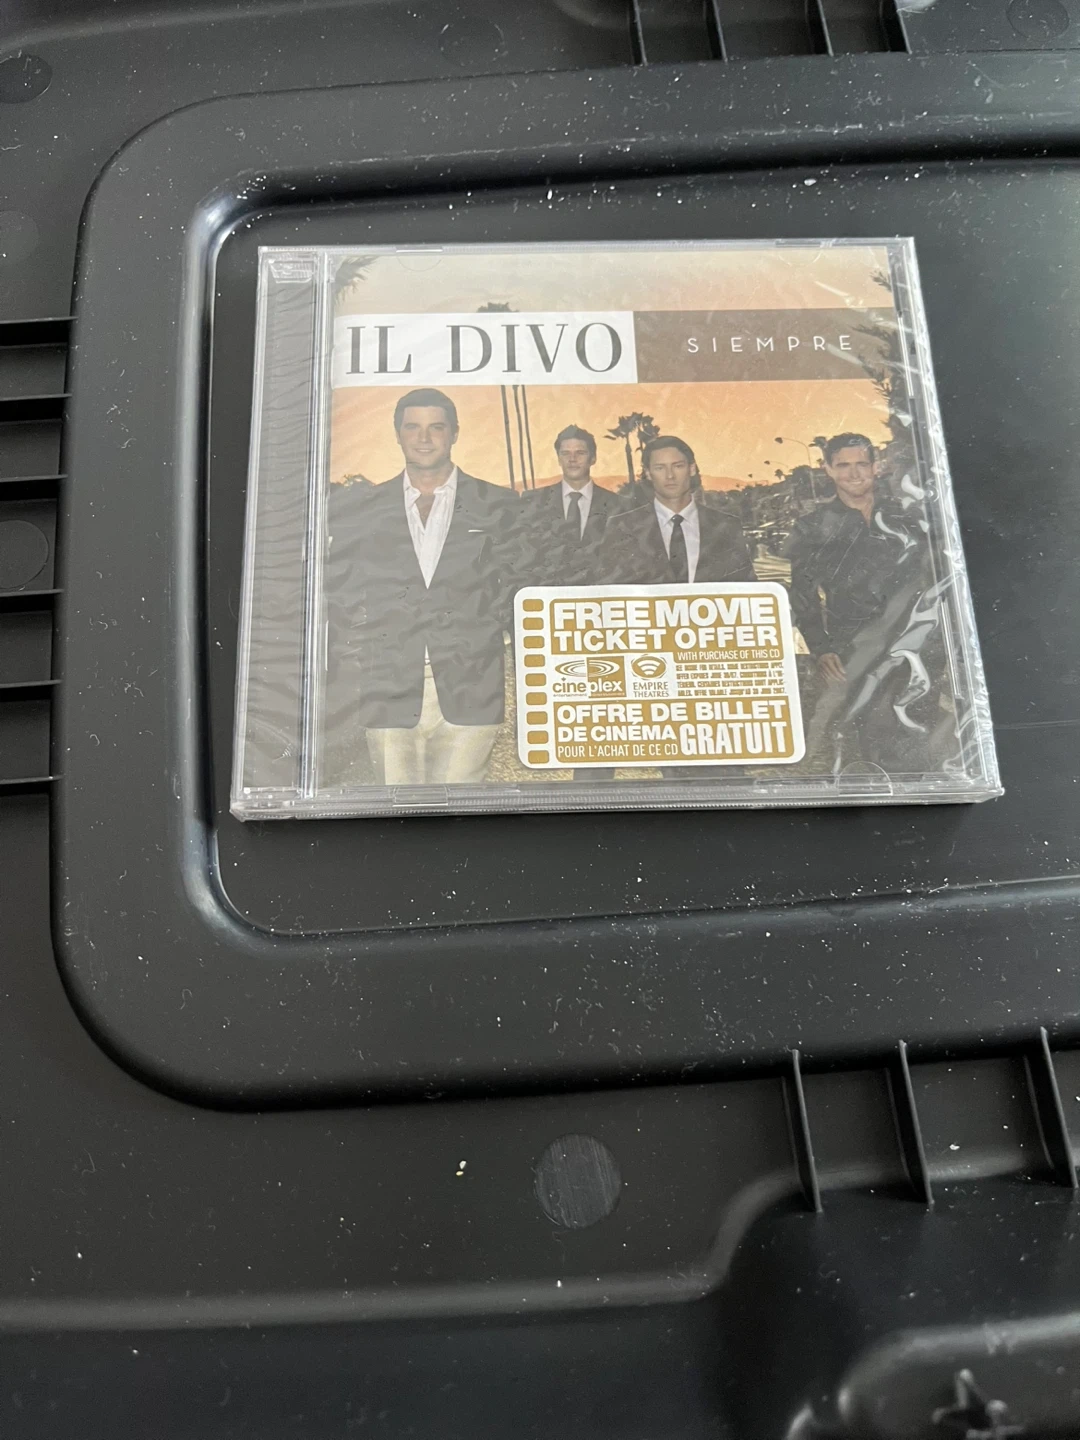 IL DIVO
SIEMPRE
FREE MOVIE
TICKET OFFER
WITH PURCHASE OF THIS CD
cineplex
entertainment
EMPIRE
THEATRES
OFFRE DE BILLET
DE CINÉMA
POUR L'ACHAT DE CE CD
GRATUIT